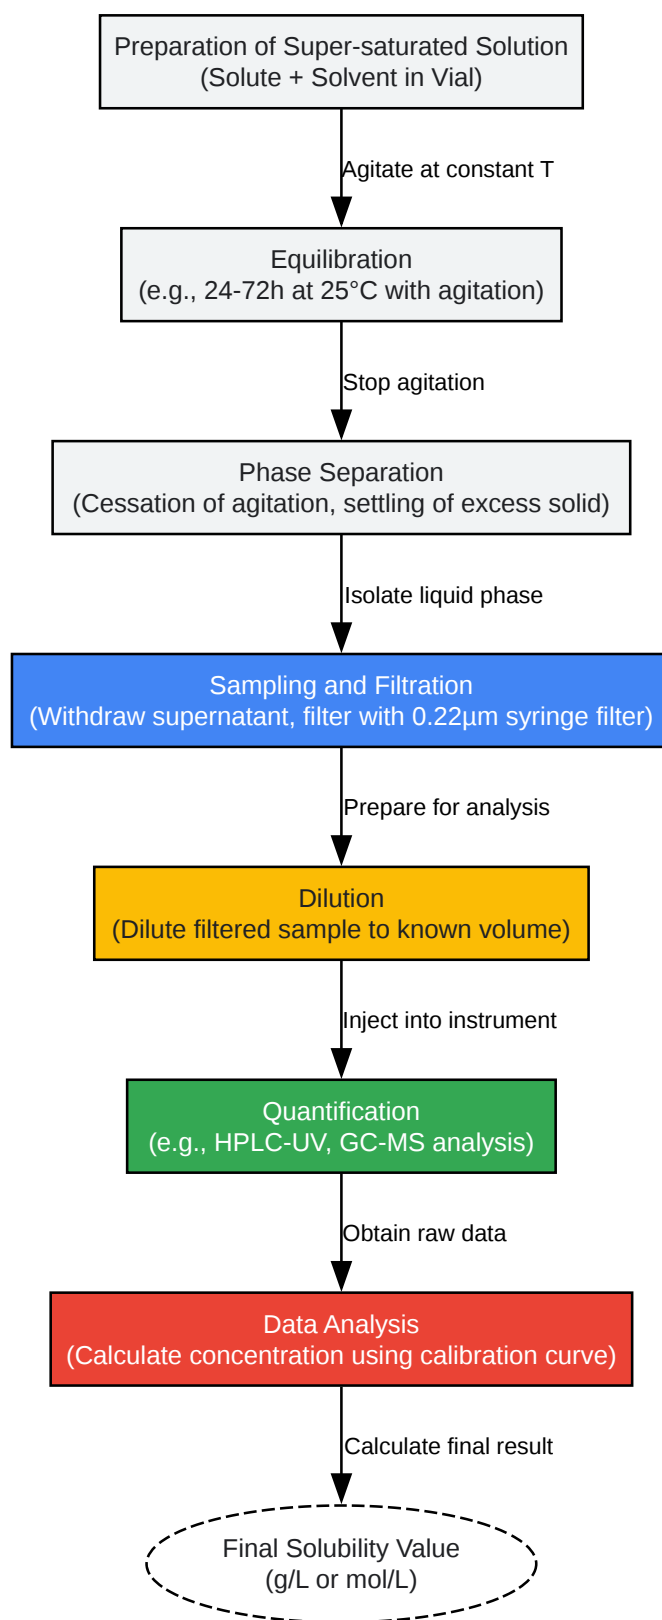 Preparation of Super-saturated Solution
(Solute + Solvent in Vial)
Agitate at constant T
Equilibration
(e.g., 24-72h at 25°C with agitation)
Stop agitation
Phase Separation
(Cessation of agitation, settling of excess solid)
Isolate liquid phase
Sampling and Filtration
(Withdraw supernatant, filter with 0.22µm syringe filter)
Prepare for analysis
Dilution
(Dilute filtered sample to known volume)
Inject into instrument
Quantification
(e.g., HPLC-UV, GC-MS analysis)
Obtain raw data
Data Analysis
(Calculate concentration using calibration curve)
Calculate final result
Final Solubility Value
(g/L or mol/L)